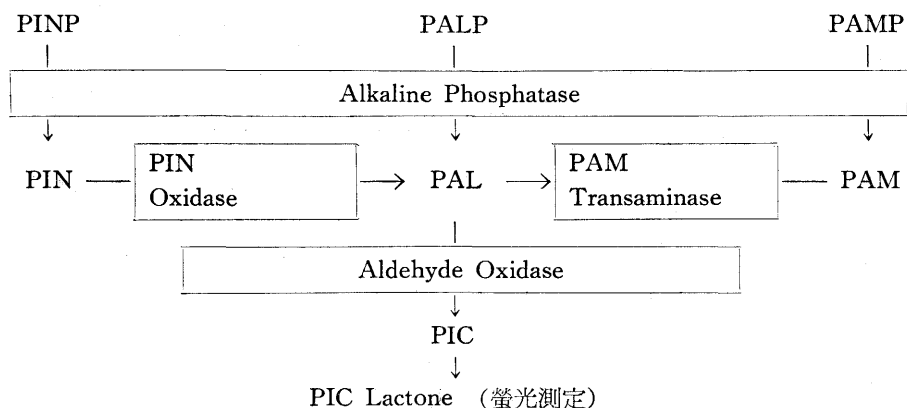 PINP PALP PAMP
Alkaline Phosphatase
PIN PIN Oxidase PAL PAM Transaminase PAM
Aldehyde Oxidase
PIC
PIC Lactone (螢光測定)